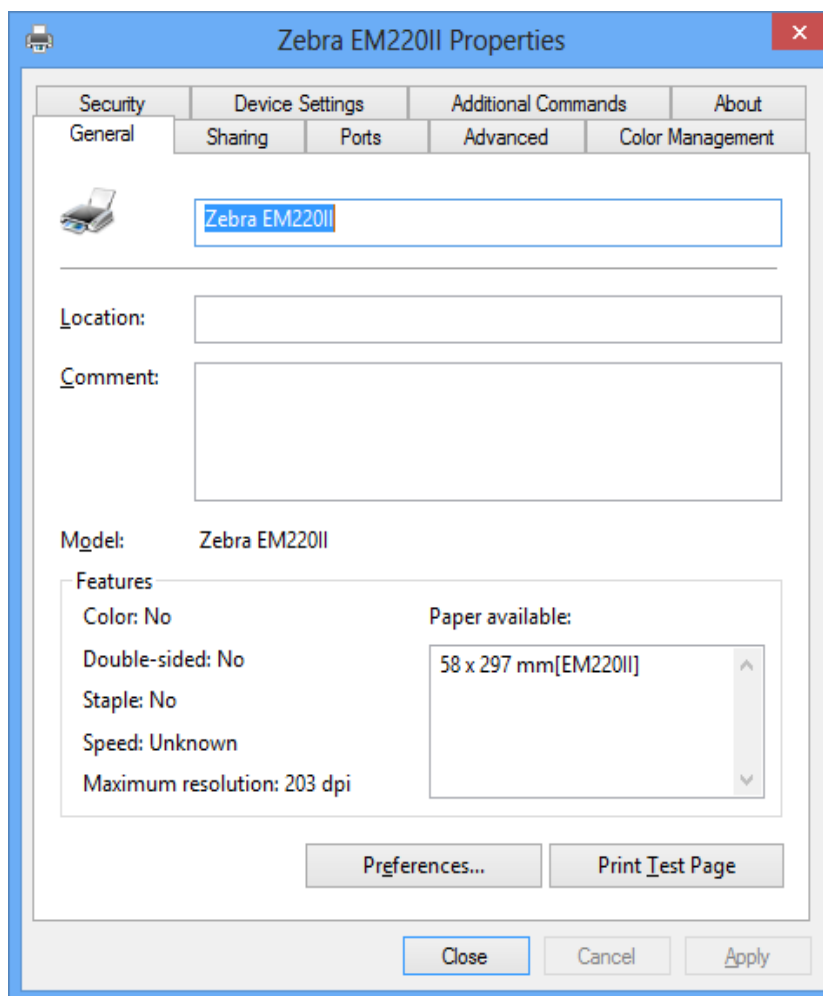 Zebra EM220II Properties
Security Device Settings Additional Commands About
General Sharing Ports Advanced Color Management
Zebra EM220II
Location:
Comment:
Model: Zebra EM220II
Features
Color: No Paper available:
Double-sided: No 58 x 297 mm[EM220II]
Staple: No
Speed: Unknown
Maximum resolution: 203 dpi
Preferences... Print Test Page
Close Cancel Apply